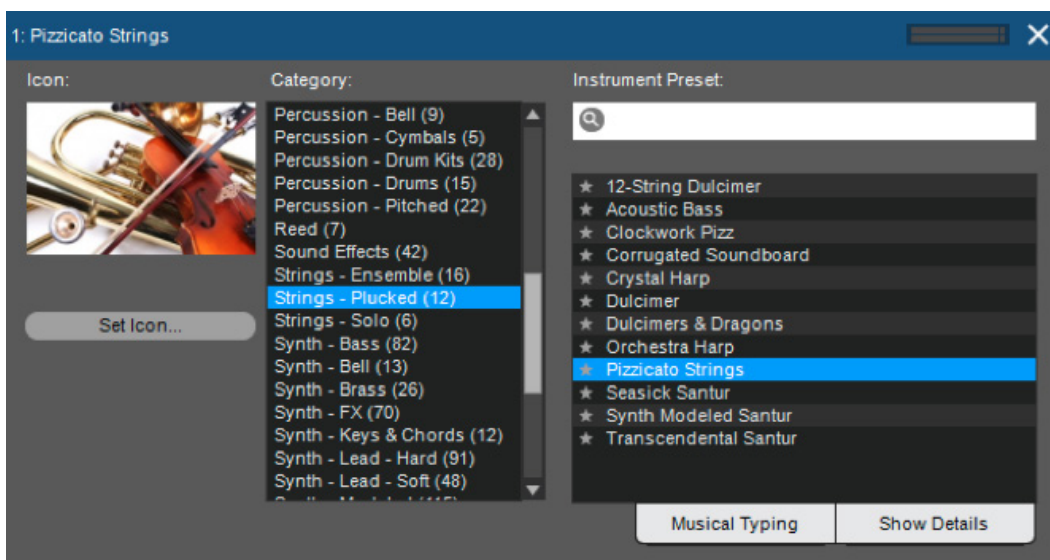 1: Pizzicato Strings
Icon:
Category:
Instrument Preset:
Percussion - Bell (9)
Percussion - Cymbals (5)
Percussion - Drum Kits (28)
Percussion - Drums (15)
Percussion - Pitched (22)
Reed (7)
Sound Effects (42)
Strings - Ensemble (16)
Strings - Plucked (12)
Strings - Solo (6)
Synth - Bass (82)
Synth - Bell (13)
Synth - Brass (26)
Synth - FX (70)
Synth - Keys & Chords (12)
Synth - Lead - Hard (91)
Synth - Lead - Soft (48)
Set Icon...
12-String Dulcimer
Acoustic Bass
Clockwork Pizz
Corrugated Soundboard
Crystal Harp
Dulcimer
Dulcimers & Dragons
Orchestra Harp
Pizzicato Strings
Seasick Santur
Synth Modeled Santur
Transcendental Santur
Musical Typing
Show Details